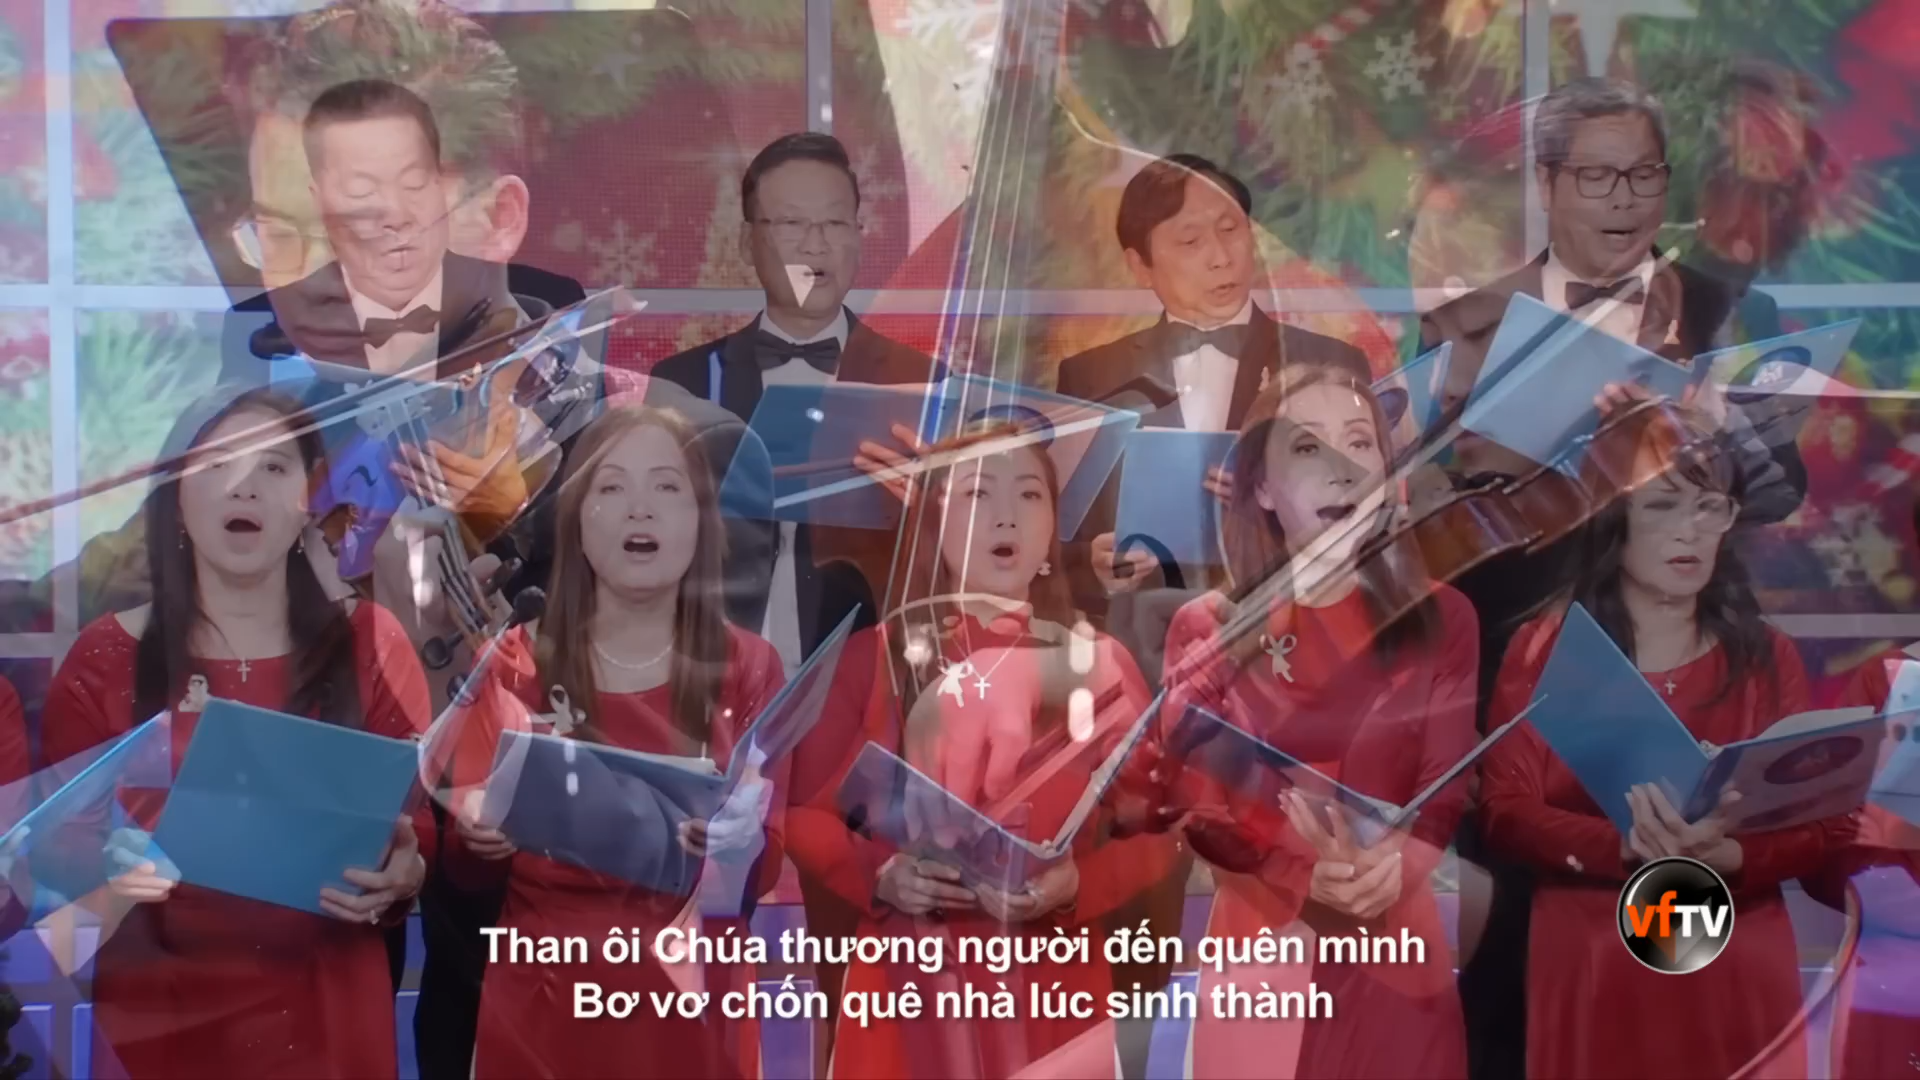 Than ôi Chúa thương người đến quên mình
Bơ vơ chốn quê nhà lúc sinh thành
vfTV